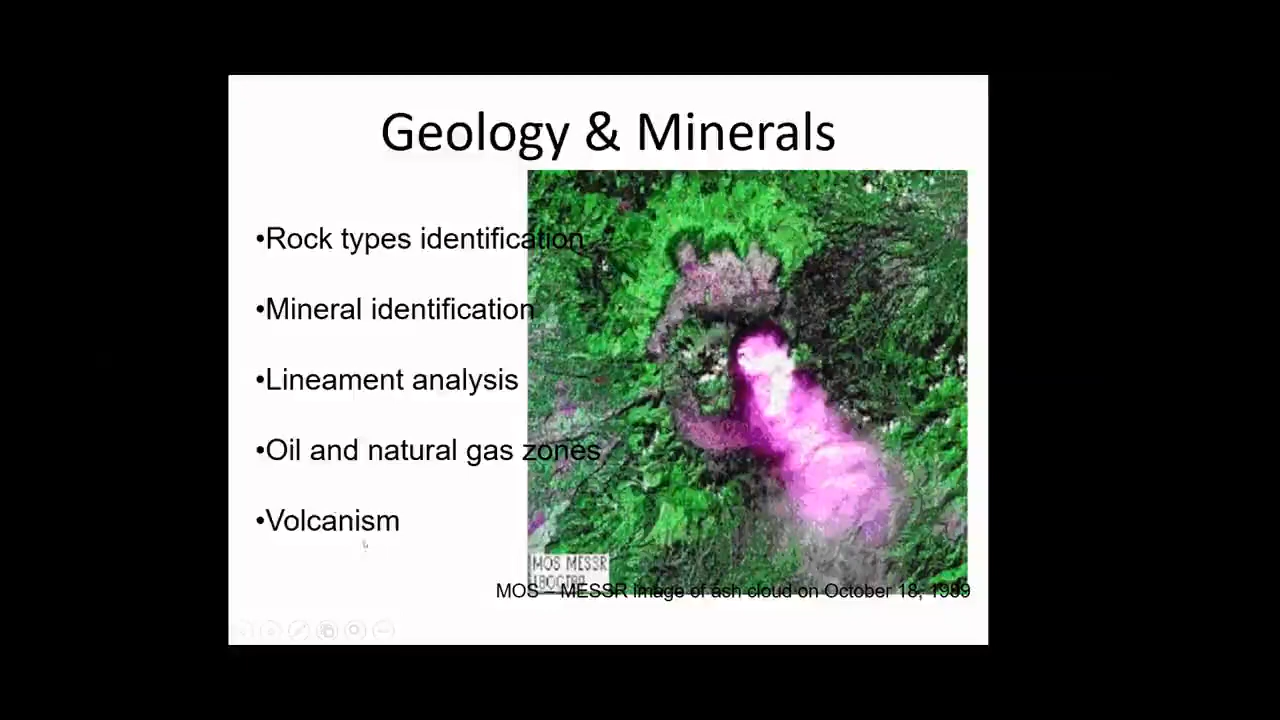 Geology & Minerals
•Rock types identification
•Mineral identification
•Lineament analysis
•Oil and natural gas zones
•Volcanism
MOS MESSR
18OCT89
MOS – MESSR image of ash cloud on October 18, 1989